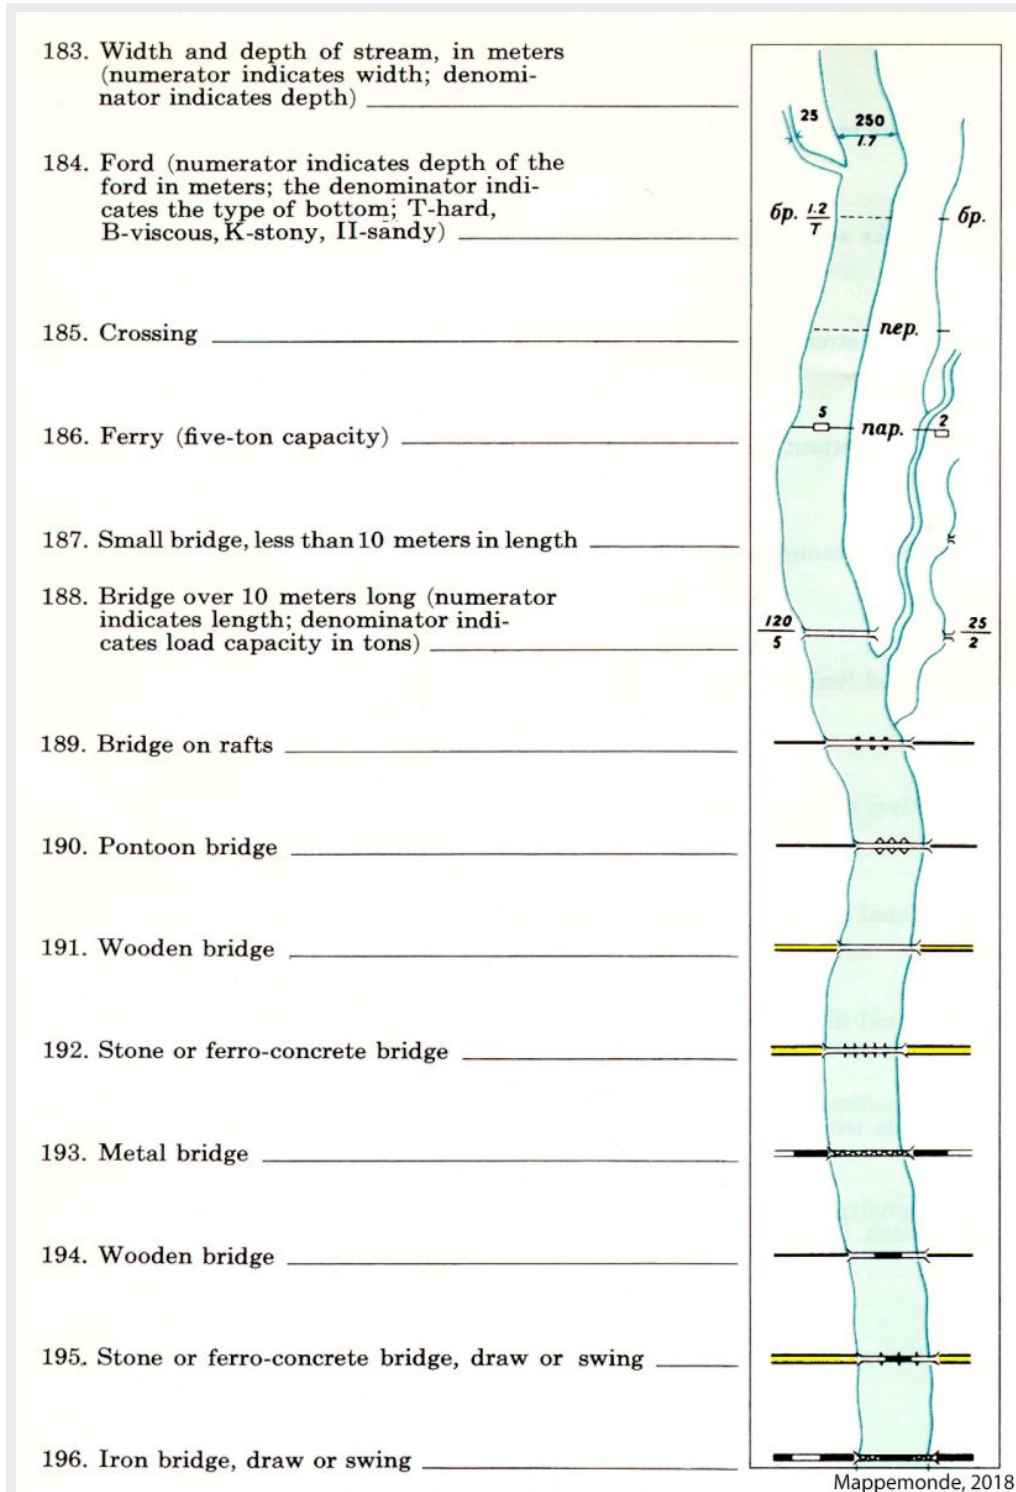 183. Width and depth of stream, in meters
(numerator indicates width; denomi-
nator indicates depth)
25
250
1.7
184. Ford (numerator indicates depth of the
ford in meters; the denominator indi-
cates the type of bottom; T-hard,
B-viscous, K-stony, II-sandy)
бр. 1.2
T
бр.
185. Crossing
пер.
186. Ferry (five-ton capacity)
5
пар.
2
187. Small bridge, less than 10 meters in length
188. Bridge over 10 meters long (numerator
indicates length; denominator indi-
cates load capacity in tons)
120
5
25
2
189. Bridge on rafts
190. Pontoon bridge
191. Wooden bridge
192. Stone or ferro-concrete bridge
193. Metal bridge
194. Wooden bridge
195. Stone or ferro-concrete bridge, draw or swing
196. Iron bridge, draw or swing
Mappemonde, 2018